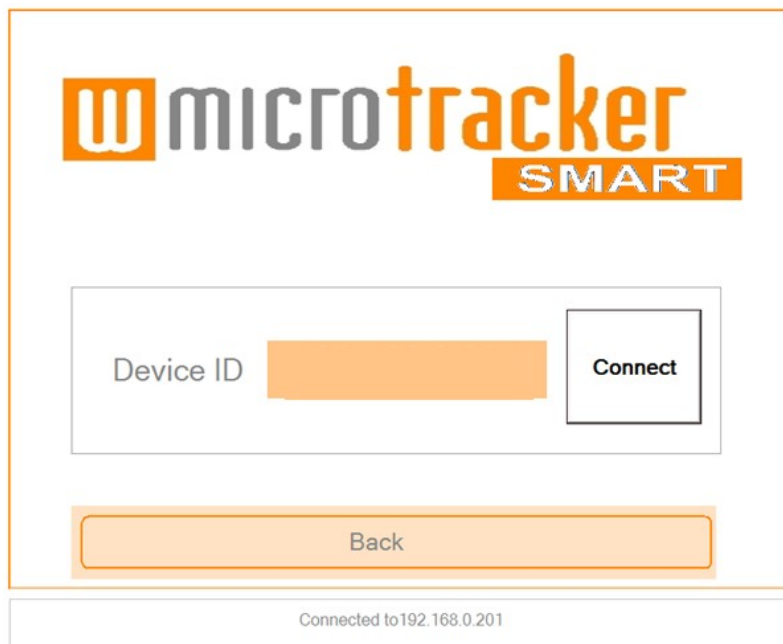 microtracker
SMART
Device ID
Connect
Back
Connected to192.168.0.201